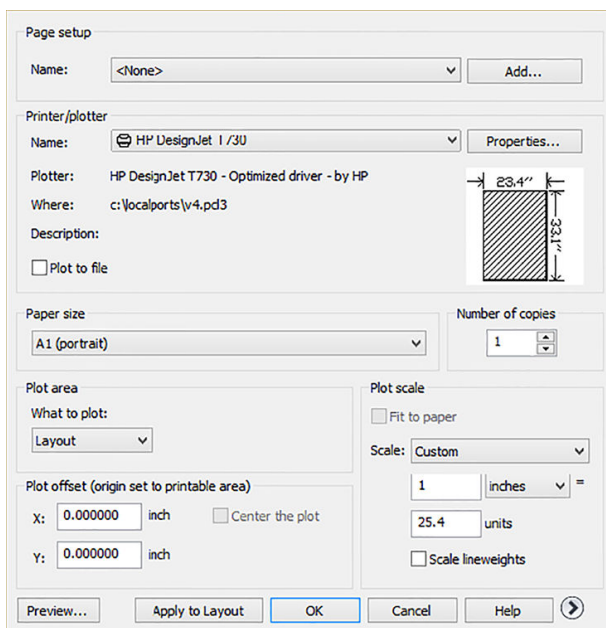 Page setup
Name: <None> Add...
Printer/plotter
Name: HP DesignJet T730 Properties...
Plotter: HP DesignJet T730 - Optimized driver - by HP
Where: c:\localports\v4.pcl3
Description:
Plot to file
23.4"
33.1"
Paper size
A1 (portrait)
Number of copies
1
Plot area
What to plot:
Layout
Plot scale
Fit to paper
Scale: Custom
1 inches =
25.4 units
Scale lineweights
Plot offset (origin set to printable area)
X: 0.000000 inch Center the plot
Y: 0.000000 inch
Preview... Apply to Layout OK Cancel Help